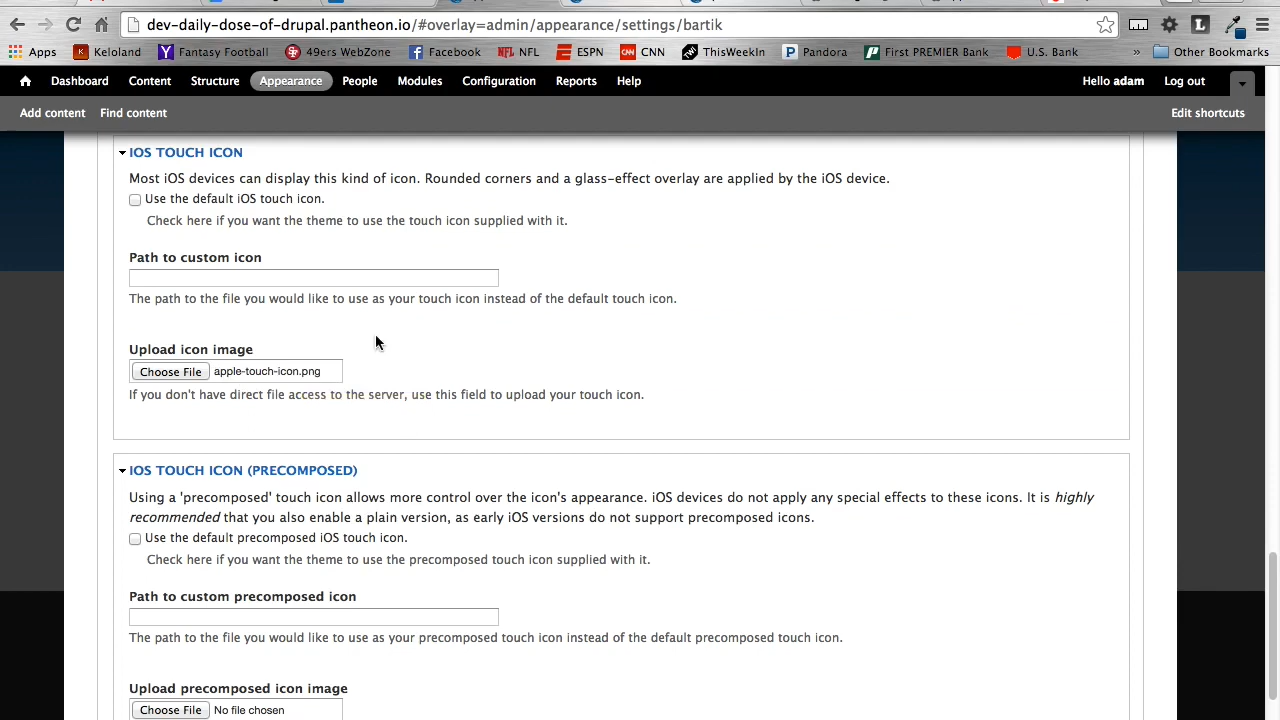 dev-daily-dose-of-drupal.pantheon.io/#overlay=admin/appearance/settings/bartik
Apps Keloland Fantasy Football 49ers WebZone Facebook NFL ESPN CNN ThisWeekIn Pandora First PREMIER Bank U.S. Bank » Other Bookmarks
Dashboard Content Structure Appearance People Modules Configuration Reports Help Hello adam Log out
Add content Find content Edit shortcuts
IOS TOUCH ICON
Most iOS devices can display this kind of icon. Rounded corners and a glass-effect overlay are applied by the iOS device.
Use the default iOS touch icon.
Check here if you want the theme to use the touch icon supplied with it.
Path to custom icon
The path to the file you would like to use as your touch icon instead of the default touch icon.
Upload icon image
Choose File apple-touch-icon.png
If you don't have direct file access to the server, use this field to upload your touch icon.
IOS TOUCH ICON (PRECOMPOSED)
Using a 'precomposed' touch icon allows more control over the icon's appearance. iOS devices do not apply any special effects to these icons. It is highly
recommended that you also enable a plain version, as early iOS versions do not support precomposed icons.
Use the default precomposed iOS touch icon.
Check here if you want the theme to use the precomposed touch icon supplied with it.
Path to custom precomposed icon
The path to the file you would like to use as your precomposed touch icon instead of the default precomposed touch icon.
Upload precomposed icon image
Choose File No file chosen